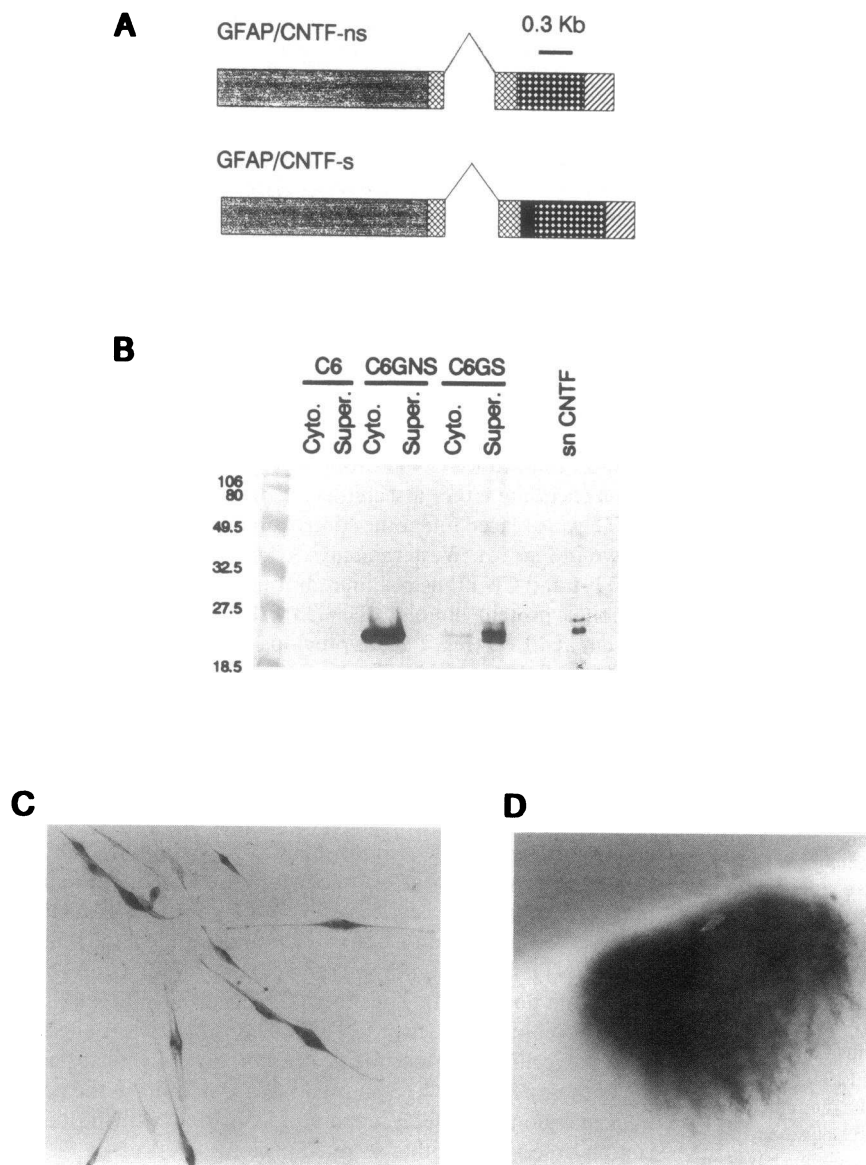 A
GFAP/CNTF-ns
0.3 Kb
GFAP/CNTF-s
B
C6
C6GNS
C6GS
Cyto.
Super.
Cyto.
Super.
Cyto.
Super.
sn CNTF
106
80
49.5
32.5
27.5
18.5
C
D